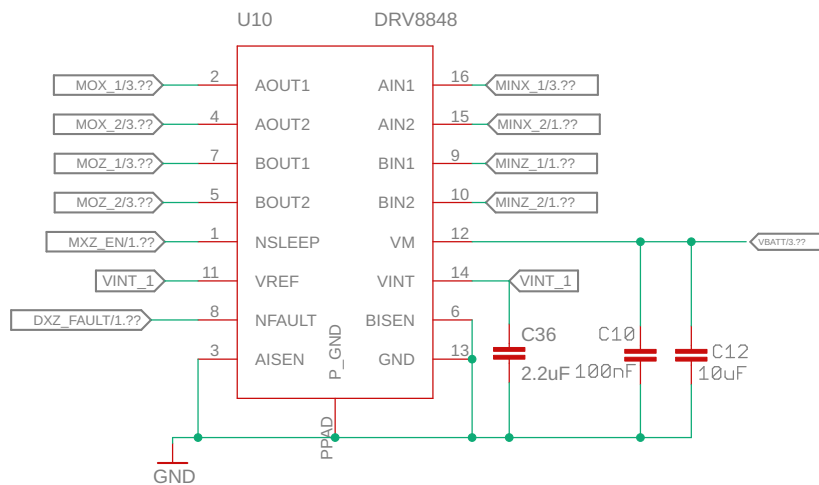 U10 DRV8848
MOX_1/3.?? 2 AOUT1 AIN1 16 MINX_1/3.??
MOX_2/3.?? 4 AOUT2 AIN2 15 MINX_2/1.??
MOZ_1/3.?? 7 BOUT1 BIN1 9 MINZ_1/1.??
MOZ_2/3.?? 5 BOUT2 BIN2 10 MINZ_2/1.??
MXZ_EN/1.?? 1 NSLEEP VM 12 VBATT/3.??
VINT_1 11 VREF VINT 14 VINT_1
DXZ_FAULT/1.?? 8 NFAULT BISEN 6
3 AISEN P_GND GND 13
C36 C10 C12
2.2uF 100nF 10uF
PPAD
GND